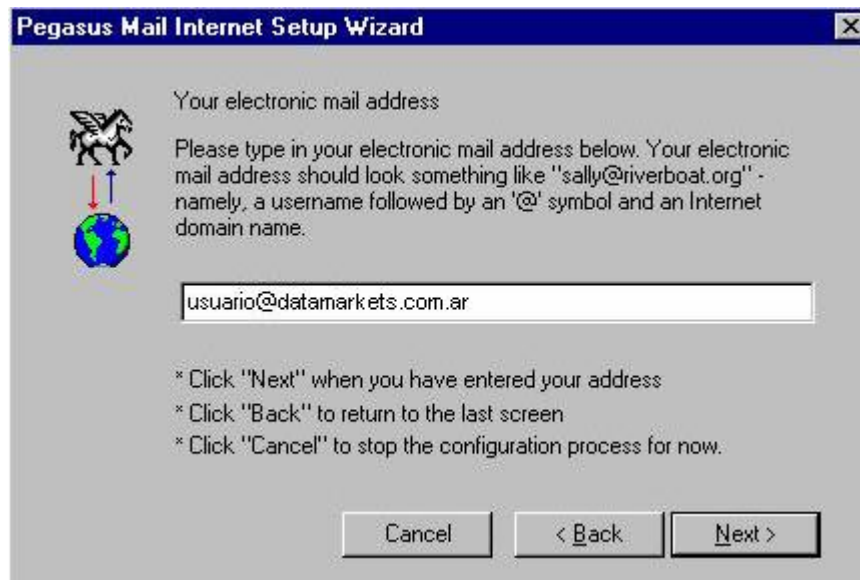 Pegasus Mail Internet Setup Wizard
Your electronic mail address
Please type in your electronic mail address below. Your electronic
mail address should look something like "sally@riverboat.org" -
namely, a username followed by an '@' symbol and an Internet
domain name.
usuario@datamarkets.com.ar
* Click "Next" when you have entered your address
* Click "Back" to return to the last screen
* Click "Cancel" to stop the configuration process for now.
Cancel < Back Next >